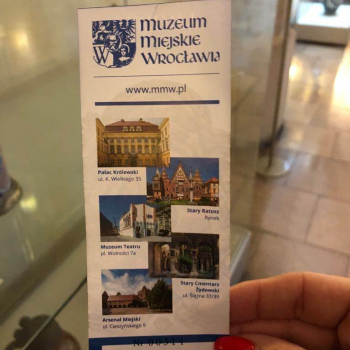 Muzeum
Miejskie
Wrocławia
www.mmw.pl
Pałac Królewski
ul. K. Wielkiego 35
Stary Ratusz
Rynek
Muzeum Teatru
pl. Wolności 7a
Stary Cmentarz
Żydowski
ul. Ślężna 37/39
Arsenał Miejski
ul. Cieszyńskiego 9